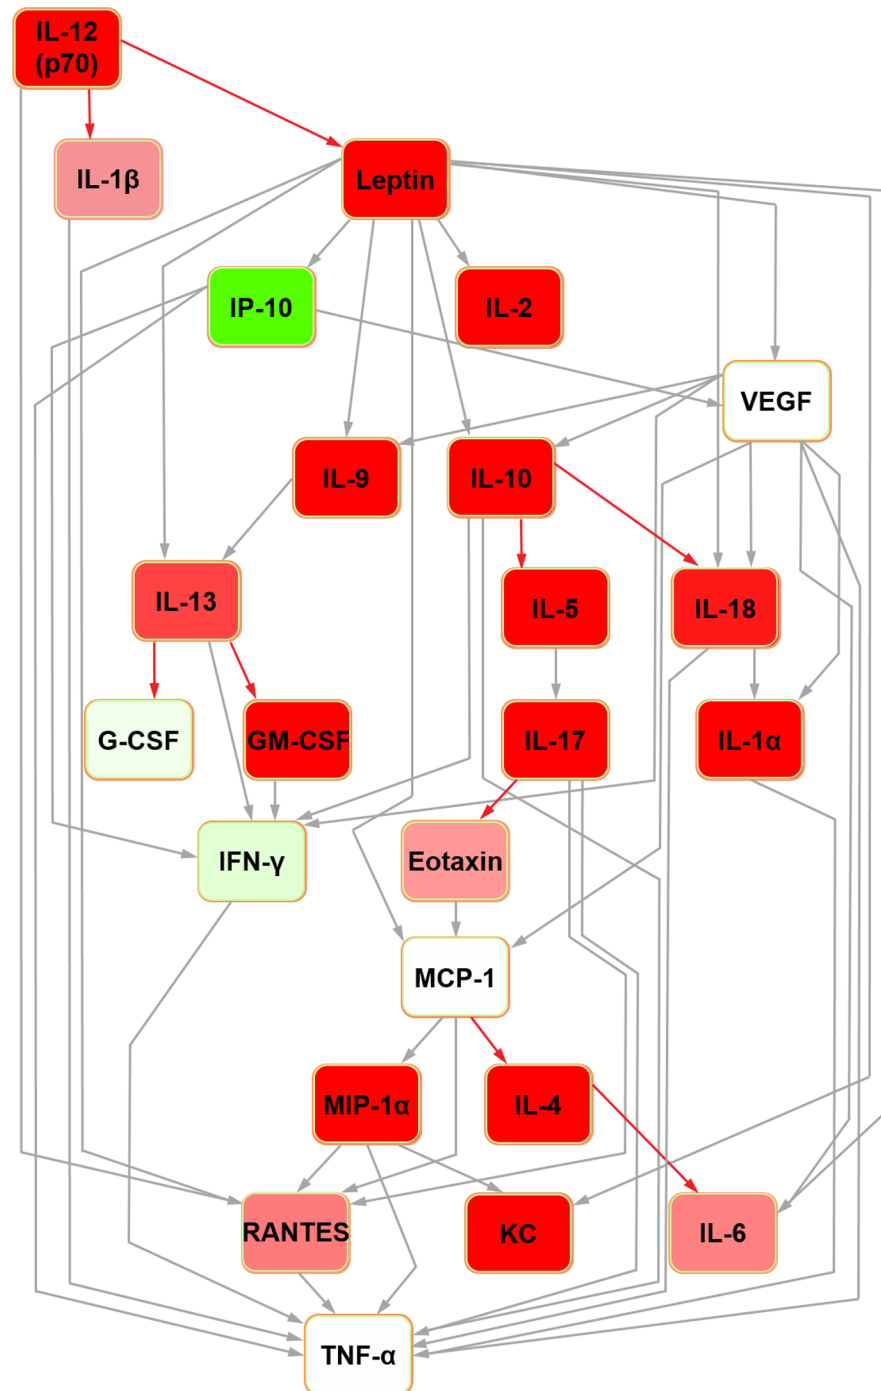 IL-12
(p70)
IL-1β
Leptin
IP-10
IL-2
VEGF
IL-9
IL-10
IL-13
IL-5
IL-18
G-CSF
GM-CSF
IL-17
IL-1α
IFN-γ
Eotaxin
MCP-1
MIP-1α
IL-4
RANTES
KC
IL-6
TNF-α